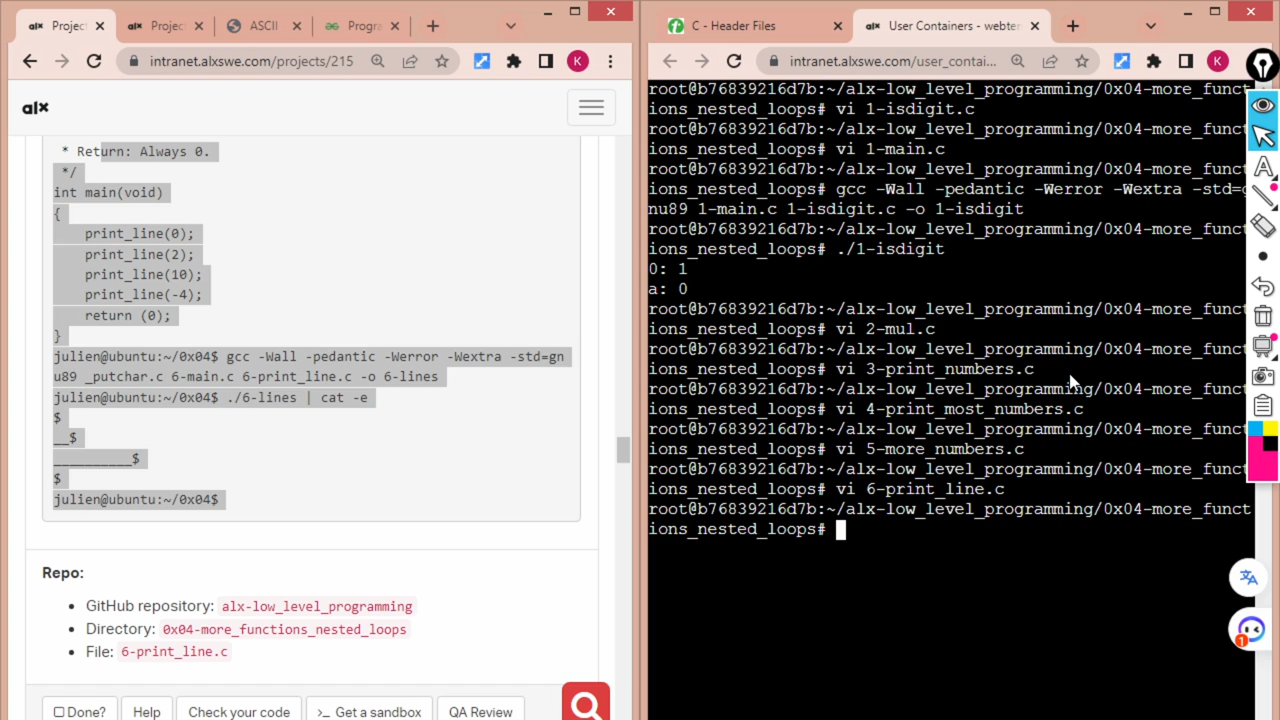 Projec
Projec
ASCII
Progra
intranet.alxswe.com/projects/215
K
alx
* Return: Always 0.
*/
int main(void)
{
print_line(0);
print_line(2);
print_line(10);
print_line(-4);
return (0);
}
julien@ubuntu:~/0x04$ gcc -Wall -pedantic -Werror -Wextra -std=gn
u89 _putchar.c 6-main.c 6-print_line.c -o 6-lines
julien@ubuntu:~/0x04$ ./6-lines | cat -e
$
__$
__________$
$
julien@ubuntu:~/0x04$
Repo:
GitHub repository: alx-low_level_programming
Directory: 0x04-more_functions_nested_loops
File: 6-print_line.c
Done?
Help
Check your code
>_ Get a sandbox
QA Review
C - Header Files
alx User Containers - webter
intranet.alxswe.com/user_contai...
K
root@b76839216d7b:~/alx-low_level_programming/0x04-more_funct
ions_nested_loops# vi 1-isdigit.c
root@b76839216d7b:~/alx-low_level_programming/0x04-more_funct
ions_nested_loops# vi 1-main.c
root@b76839216d7b:~/alx-low_level_programming/0x04-more_funct
ions_nested_loops# gcc -Wall -pedantic -Werror -Wextra -std=g
nu89 1-main.c 1-isdigit.c -o 1-isdigit
root@b76839216d7b:~/alx-low_level_programming/0x04-more_funct
ions_nested_loops# ./1-isdigit
0: 1
a: 0
root@b76839216d7b:~/alx-low_level_programming/0x04-more_funct
ions_nested_loops# vi 2-mul.c
root@b76839216d7b:~/alx-low_level_programming/0x04-more_funct
ions_nested_loops# vi 3-print_numbers.c
root@b76839216d7b:~/alx-low_level_programming/0x04-more_funct
ions_nested_loops# vi 4-print_most_numbers.c
root@b76839216d7b:~/alx-low_level_programming/0x04-more_funct
ions_nested_loops# vi 5-more_numbers.c
root@b76839216d7b:~/alx-low_level_programming/0x04-more_funct
ions_nested_loops# vi 6-print_line.c
root@b76839216d7b:~/alx-low_level_programming/0x04-more_funct
ions_nested_loops#
A
1